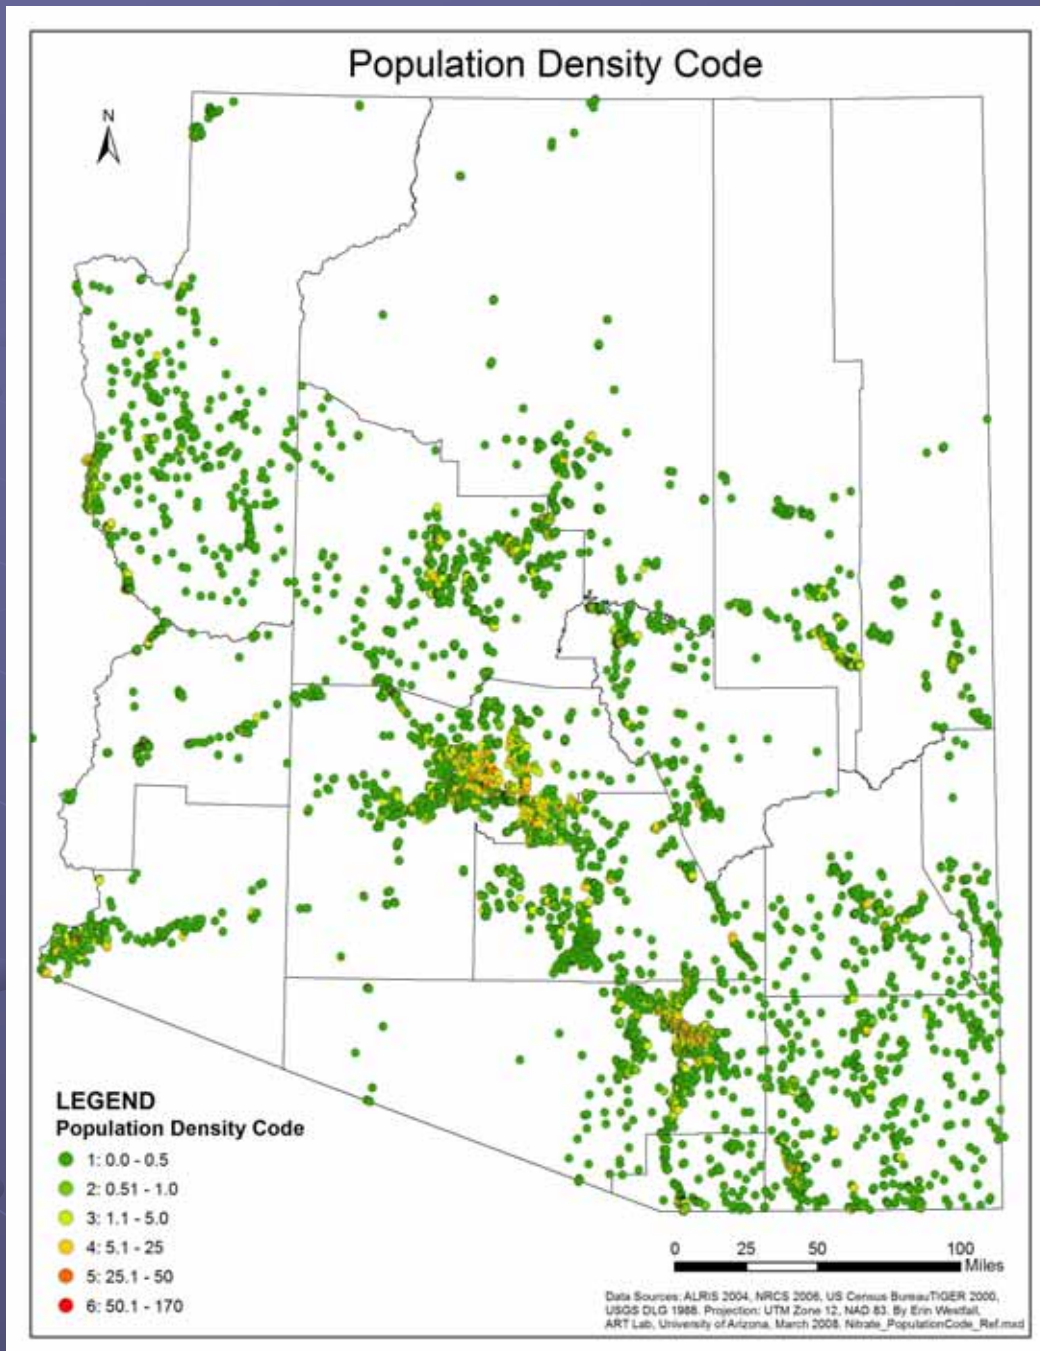 Population Density Code
N
LEGEND
Population Density Code
1: 0.0 - 0.5
2: 0.51 - 1.0
3: 1.1 - 5.0
4: 5.1 - 25
5: 25.1 - 50
6: 50.1 - 170
0 25 50 100
Miles
Data Sources: ALRIS 2004, NRCS 2006, US Census BureauTIGER 2000,
USGS DLG 1988. Projection: UTM Zone 12, NAD 83. By Erin Westfall,
ART Lab, University of Arizona, March 2008. Nitrate_PopulationCode_Ref.mxd